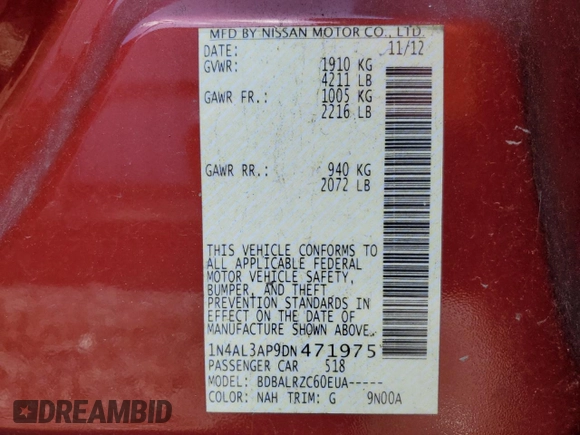 MFD BY NISSAN MOTOR CO., LTD.
DATE: 11/12
GVWR: 1910 KG
4211 LB
GAWR FR.: 1005 KG
2216 LB
GAWR RR.: 940 KG
2072 LB
THIS VEHICLE CONFORMS TO
ALL APPLICABLE FEDERAL
MOTOR VEHICLE SAFETY,
BUMPER, AND THEFT
PREVENTION STANDARDS IN
EFFECT ON THE DATE OF
MANUFACTURE SHOWN ABOVE.
1N4AL3AP9DN471975
PASSENGER CAR 518
MODEL: BDBALRZC60EUA-----
COLOR: NAH TRIM: G 9N00A
DREAMBID